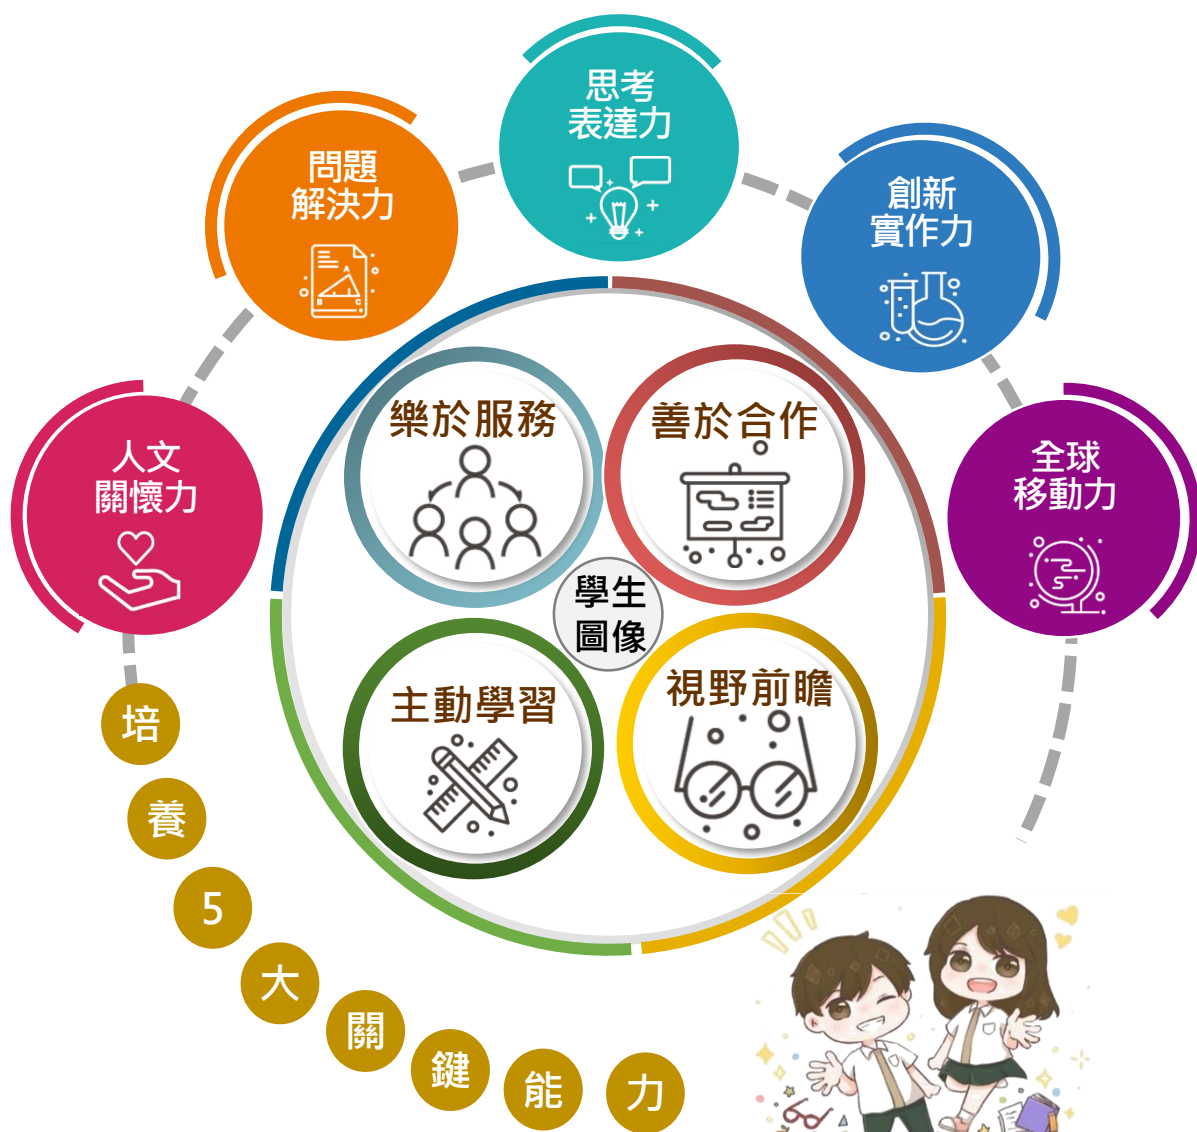 思考
表達力
問題
解決力
創新
實作力
人文
關懷力
全球
移動力
A
B
C
樂於服務
善於合作
學生
圖像
主動學習
視野前瞻
培
養
5
大
關
鍵
能
力